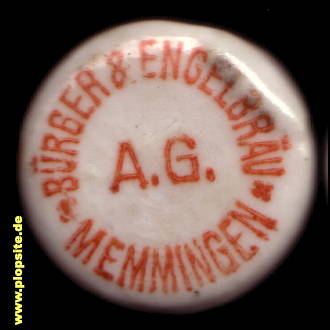 BÜRGER & ENGELBRÄU
A.G.
* MEMMINGEN *
www.plopsite.de